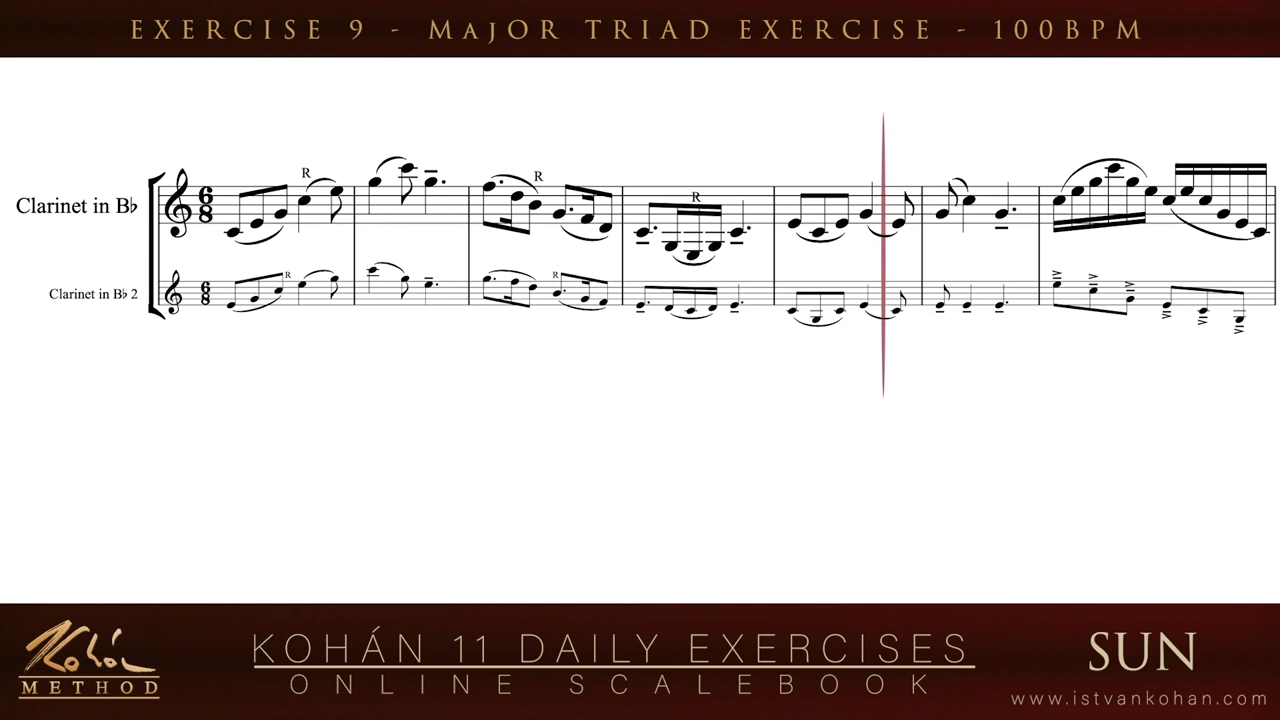 EXERCISE 9 - MAJOR TRIAD EXERCISE - 100BPM
R
R
R
Clarinet in B♭
R
R
Clarinet in B♭ 2
Kohán
METHOD
KOHÁN 11 DAILY EXERCISES
ONLINE SCALEBOOK
SUN
www.istvankohan.com